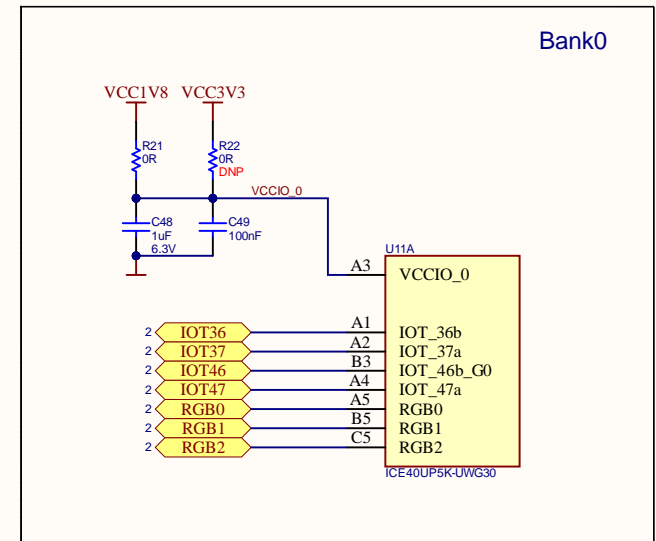 Bank0
VCC1V8 VCC3V3
R21
0R
R22
0R
DNP
VCCIO_0
C48
1uF
6.3V
C49
100nF
U11A
A3 VCCIO_0
2 IOT36 A1 IOT_36b
2 IOT37 A2 IOT_37a
2 IOT46 B3 IOT_46b_G0
2 IOT47 A4 IOT_47a
2 RGB0 A5 RGB0
2 RGB1 B5 RGB1
2 RGB2 C5 RGB2
ICE40UP5K-UWG30